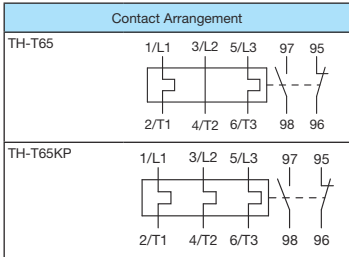 Contact Arrangement
TH-T65
1/L1 3/L2 5/L3 97 95
2/T1 4/T2 6/T3 98 96
TH-T65KP
1/L1 3/L2 5/L3 97 95
2/T1 4/T2 6/T3 98 96